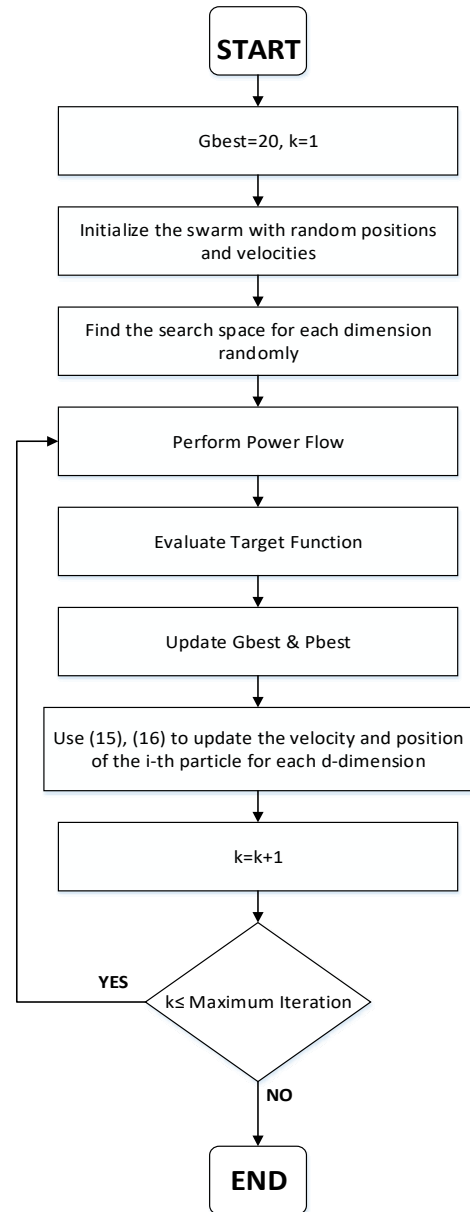 START
Gbest=20, k=1
Initialize the swarm with random positions
and velocities
Find the search space for each dimension
randomly
Perform Power Flow
Evaluate Target Function
Update Gbest & Pbest
Use (15), (16) to update the velocity and position
of the i-th particle for each d-dimension
k=k+1
YES
k≤ Maximum Iteration
NO
END